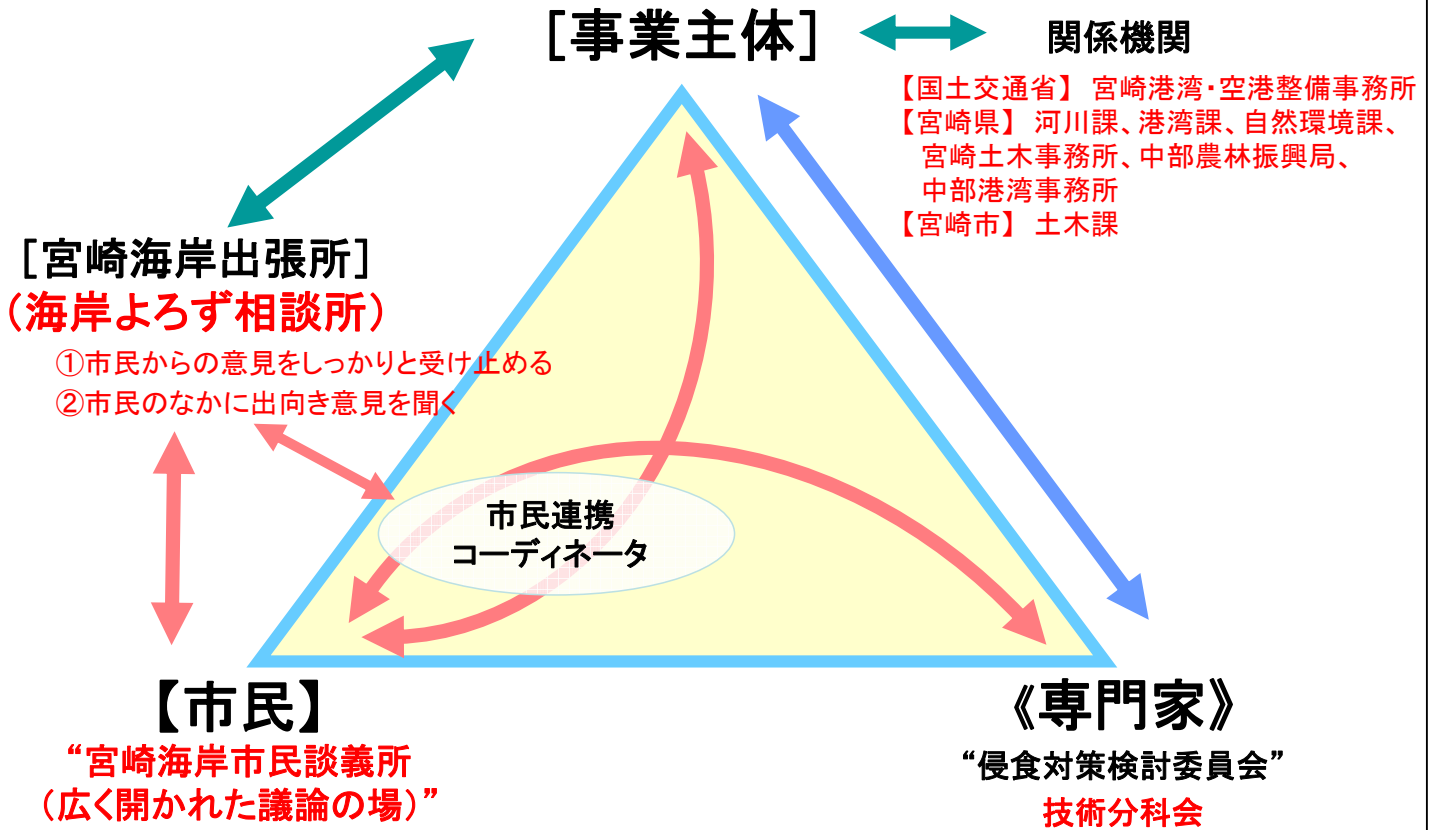 [事業主体]
関係機関
【国土交通省】 宮崎港湾・空港整備事務所
【宮崎県】 河川課、港湾課、自然環境課、
宮崎土木事務所、中部農林振興局、
中部港湾事務所
【宮崎市】 土木課
[宮崎海岸出張所]
(海岸よろず相談所)
①市民からの意見をしっかりと受け止める
②市民のなかに出向き意見を聞く
市民連携
コーディネータ
【市民】
“宮崎海岸市民談義所
(広く開かれた議論の場)”
《専門家》
“侵食対策検討委員会”
技術分科会